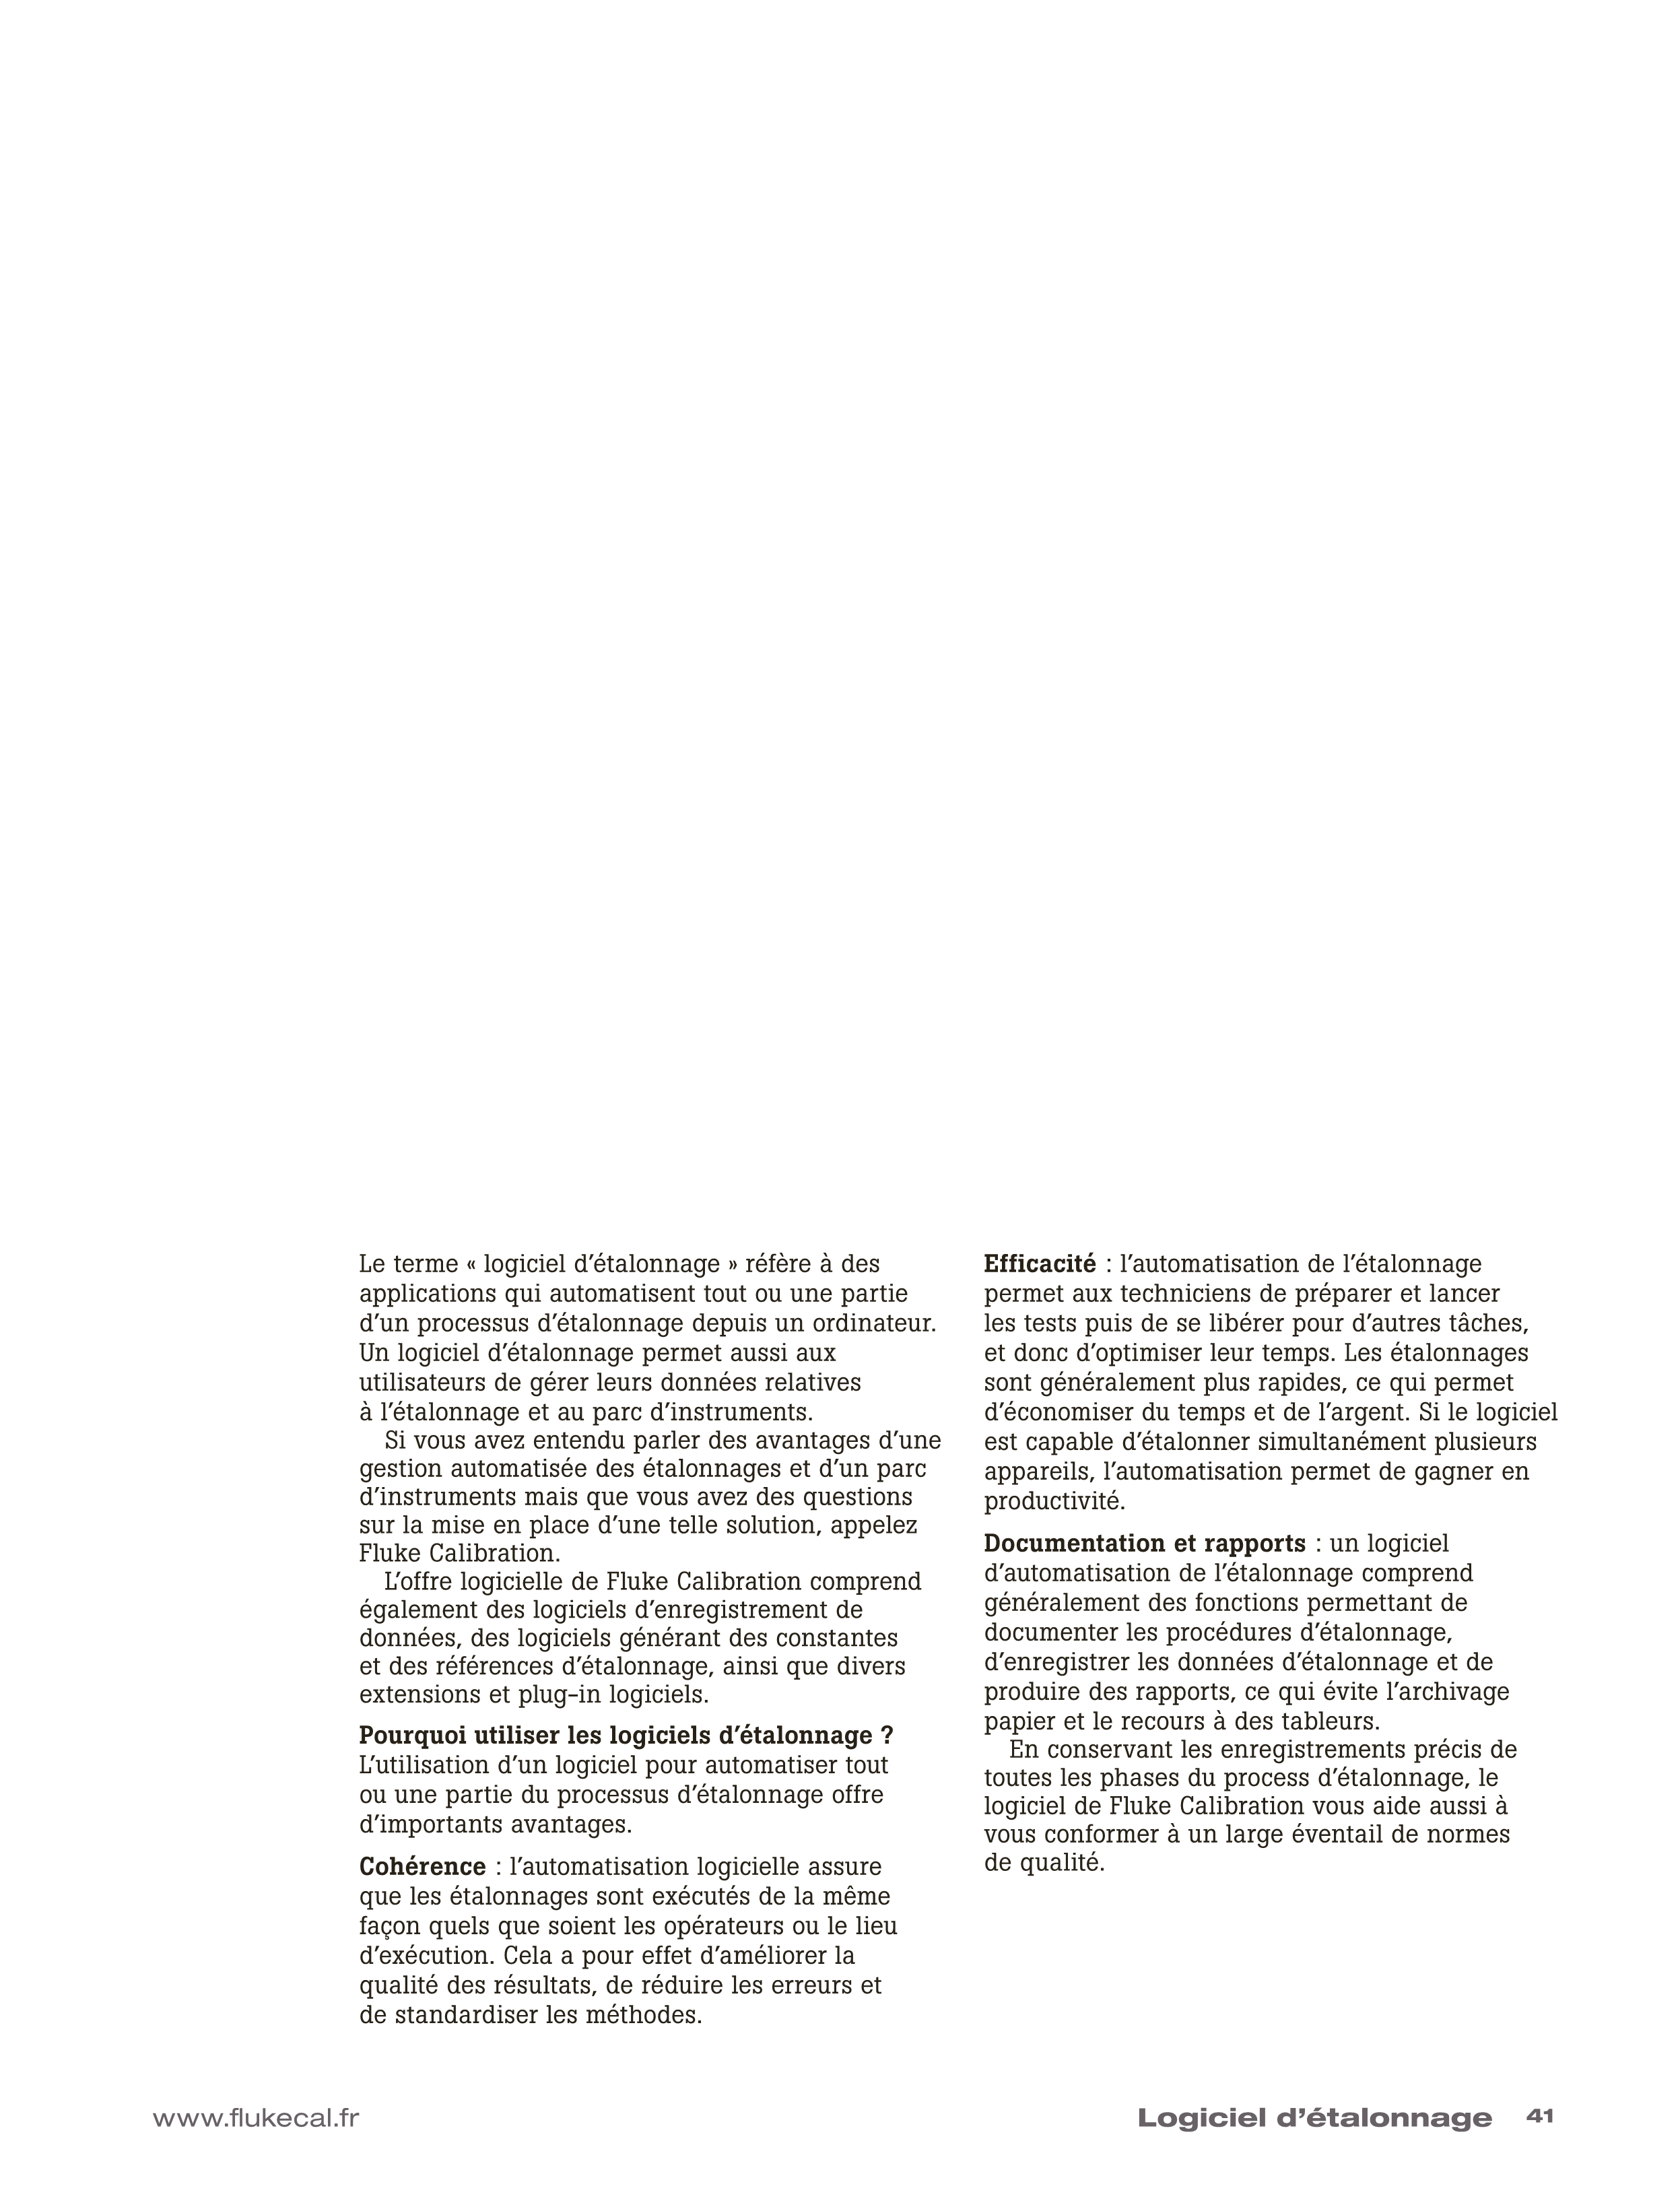 Le terme « logiciel d’étalonnage » réfère à des
applications qui automatisent tout ou une partie
d’un processus d’étalonnage depuis un ordinateur.
Un logiciel d’étalonnage permet aussi aux
utilisateurs de gérer leurs données relatives
à l’étalonnage et au parc d’instruments.
Si vous avez entendu parler des avantages d’une
gestion automatisée des étalonnages et d’un parc
d’instruments mais que vous avez des questions
sur la mise en place d’une telle solution, appelez
Fluke Calibration.
L’offre logicielle de Fluke Calibration comprend
également des logiciels d’enregistrement de
données, des logiciels générant des constantes
et des références d’étalonnage, ainsi que divers
extensions et plug-in logiciels.
Pourquoi utiliser les logiciels d’étalonnage ?
L’utilisation d’un logiciel pour automatiser tout
ou une partie du processus d’étalonnage offre
d’importants avantages.
Cohérence : l’automatisation logicielle assure
que les étalonnages sont exécutés de la même
façon quels que soient les opérateurs ou le lieu
d’exécution. Cela a pour effet d’améliorer la
qualité des résultats, de réduire les erreurs et
de standardiser les méthodes.
Efficacité : l’automatisation de l’étalonnage
permet aux techniciens de préparer et lancer
les tests puis de se libérer pour d’autres tâches,
et donc d’optimiser leur temps. Les étalonnages
sont généralement plus rapides, ce qui permet
d’économiser du temps et de l’argent. Si le logiciel
est capable d’étalonner simultanément plusieurs
appareils, l’automatisation permet de gagner en
productivité.
Documentation et rapports : un logiciel
d’automatisation de l’étalonnage comprend
généralement des fonctions permettant de
documenter les procédures d’étalonnage,
d’enregistrer les données d’étalonnage et de
produire des rapports, ce qui évite l’archivage
papier et le recours à des tableurs.
En conservant les enregistrements précis de
toutes les phases du process d’étalonnage, le
logiciel de Fluke Calibration vous aide aussi à
vous conformer à un large éventail de normes
de qualité.
www.flukecal.fr
Logiciel d’étalonnage 41